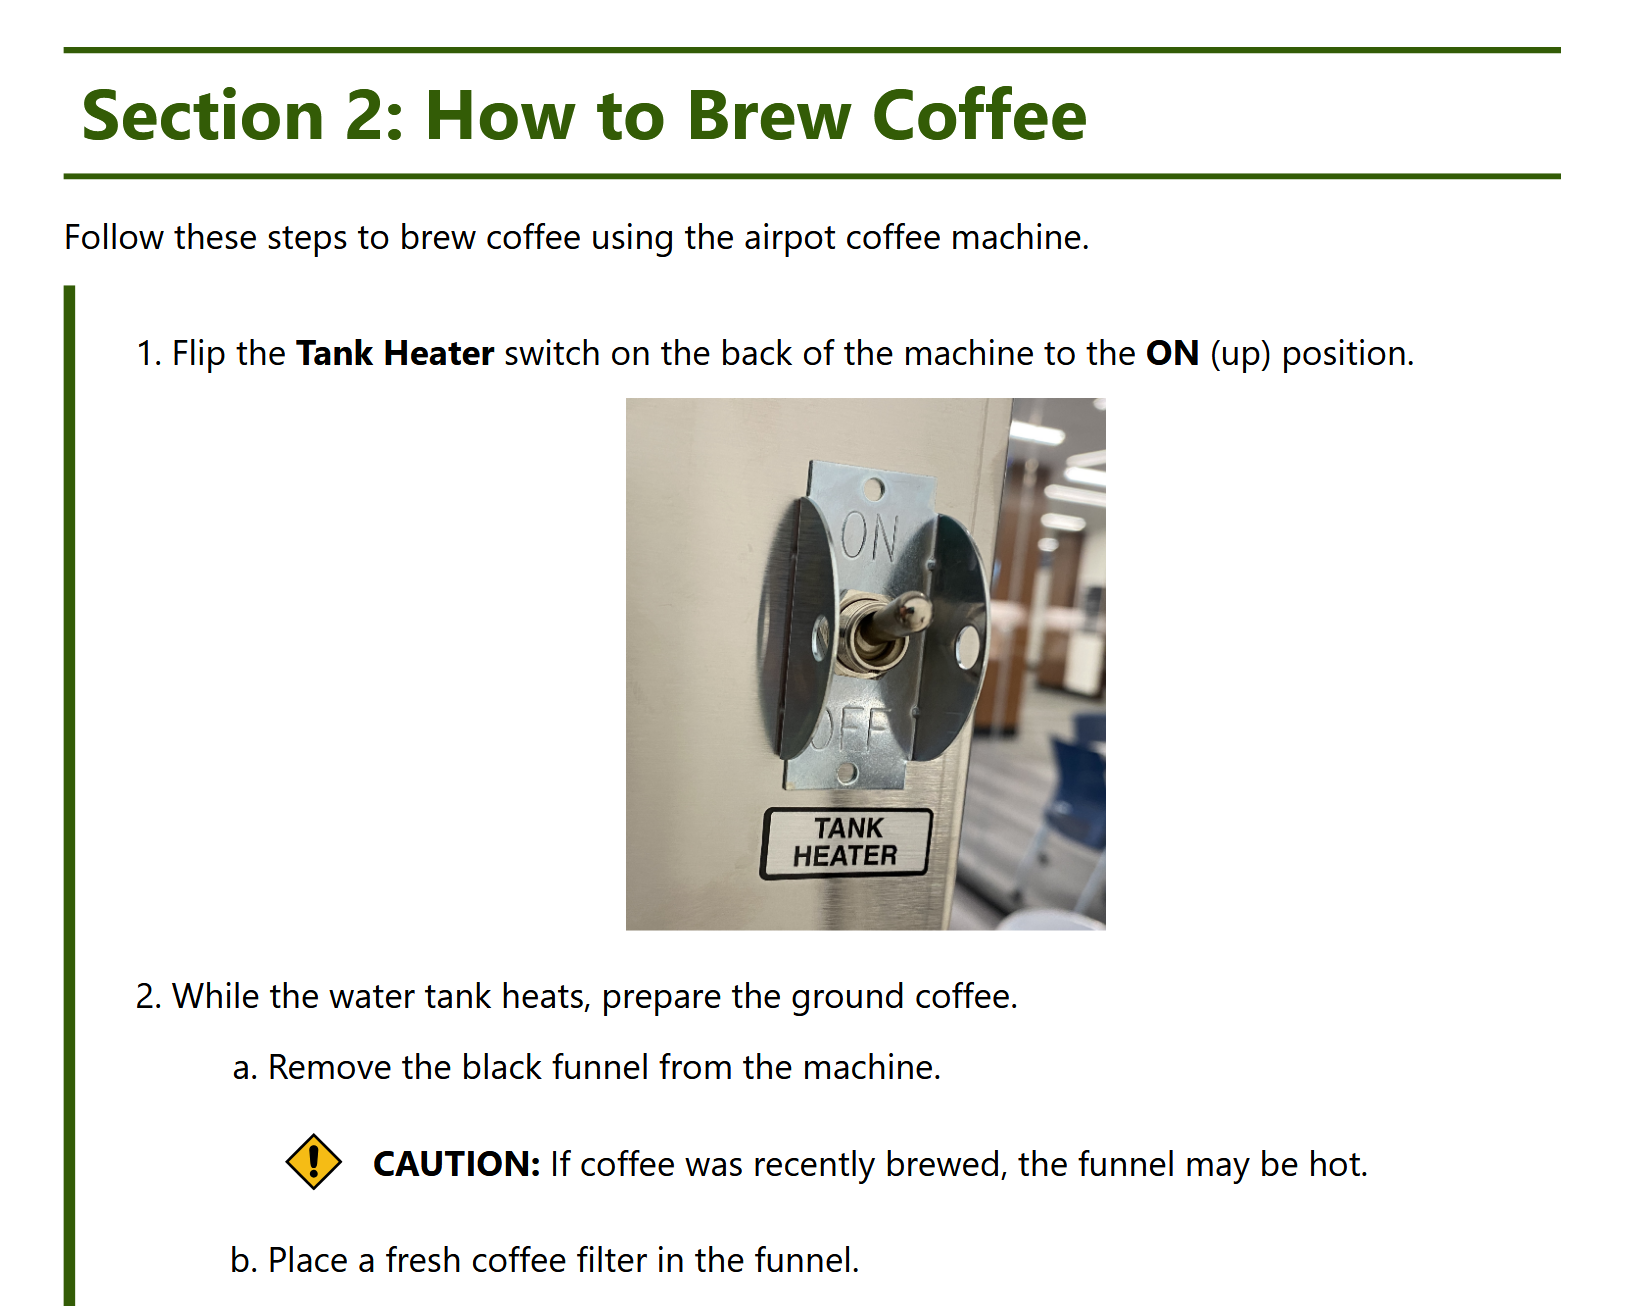 Section 2: How to Brew Coffee
Follow these steps to brew coffee using the airpot coffee machine.
1. Flip the Tank Heater switch on the back of the machine to the ON (up) position.
ON
OFF
TANK
HEATER
2. While the water tank heats, prepare the ground coffee.
a. Remove the black funnel from the machine.
CAUTION: If coffee was recently brewed, the funnel may be hot.
b. Place a fresh coffee filter in the funnel.